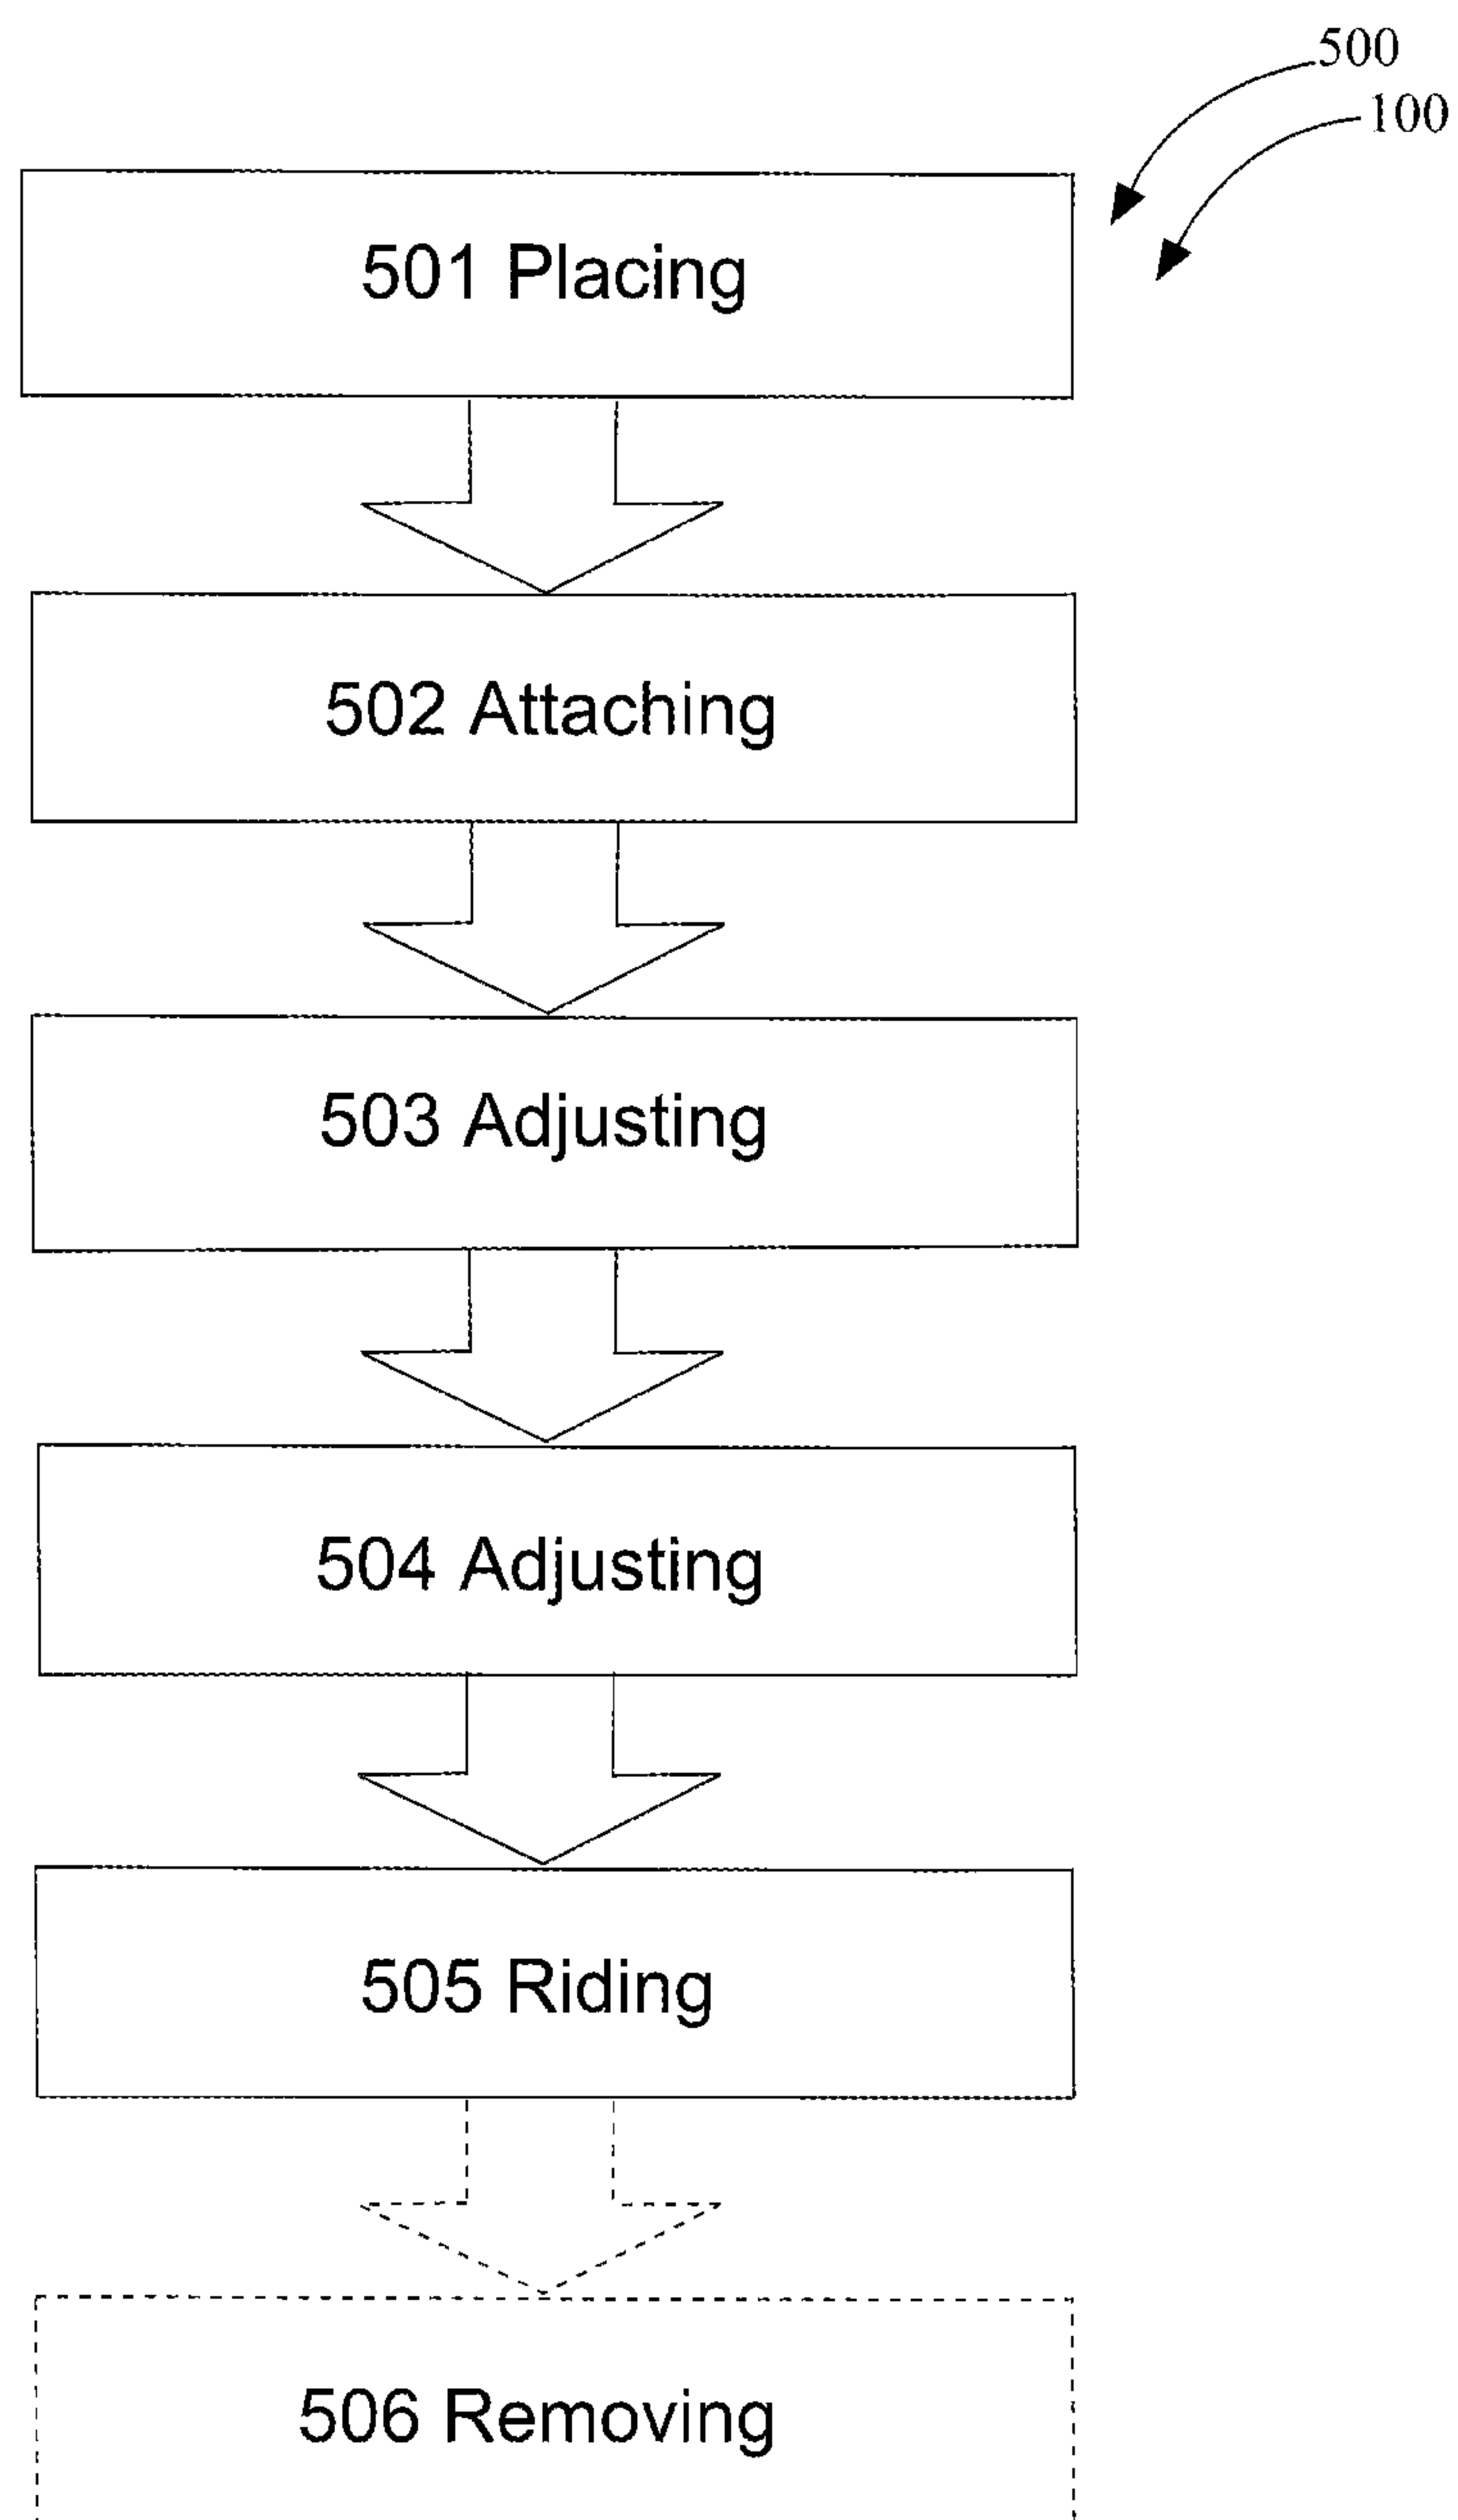 500
100
501 Placing
502 Attaching
503 Adjusting
504 Adjusting
505 Riding
506 Removing